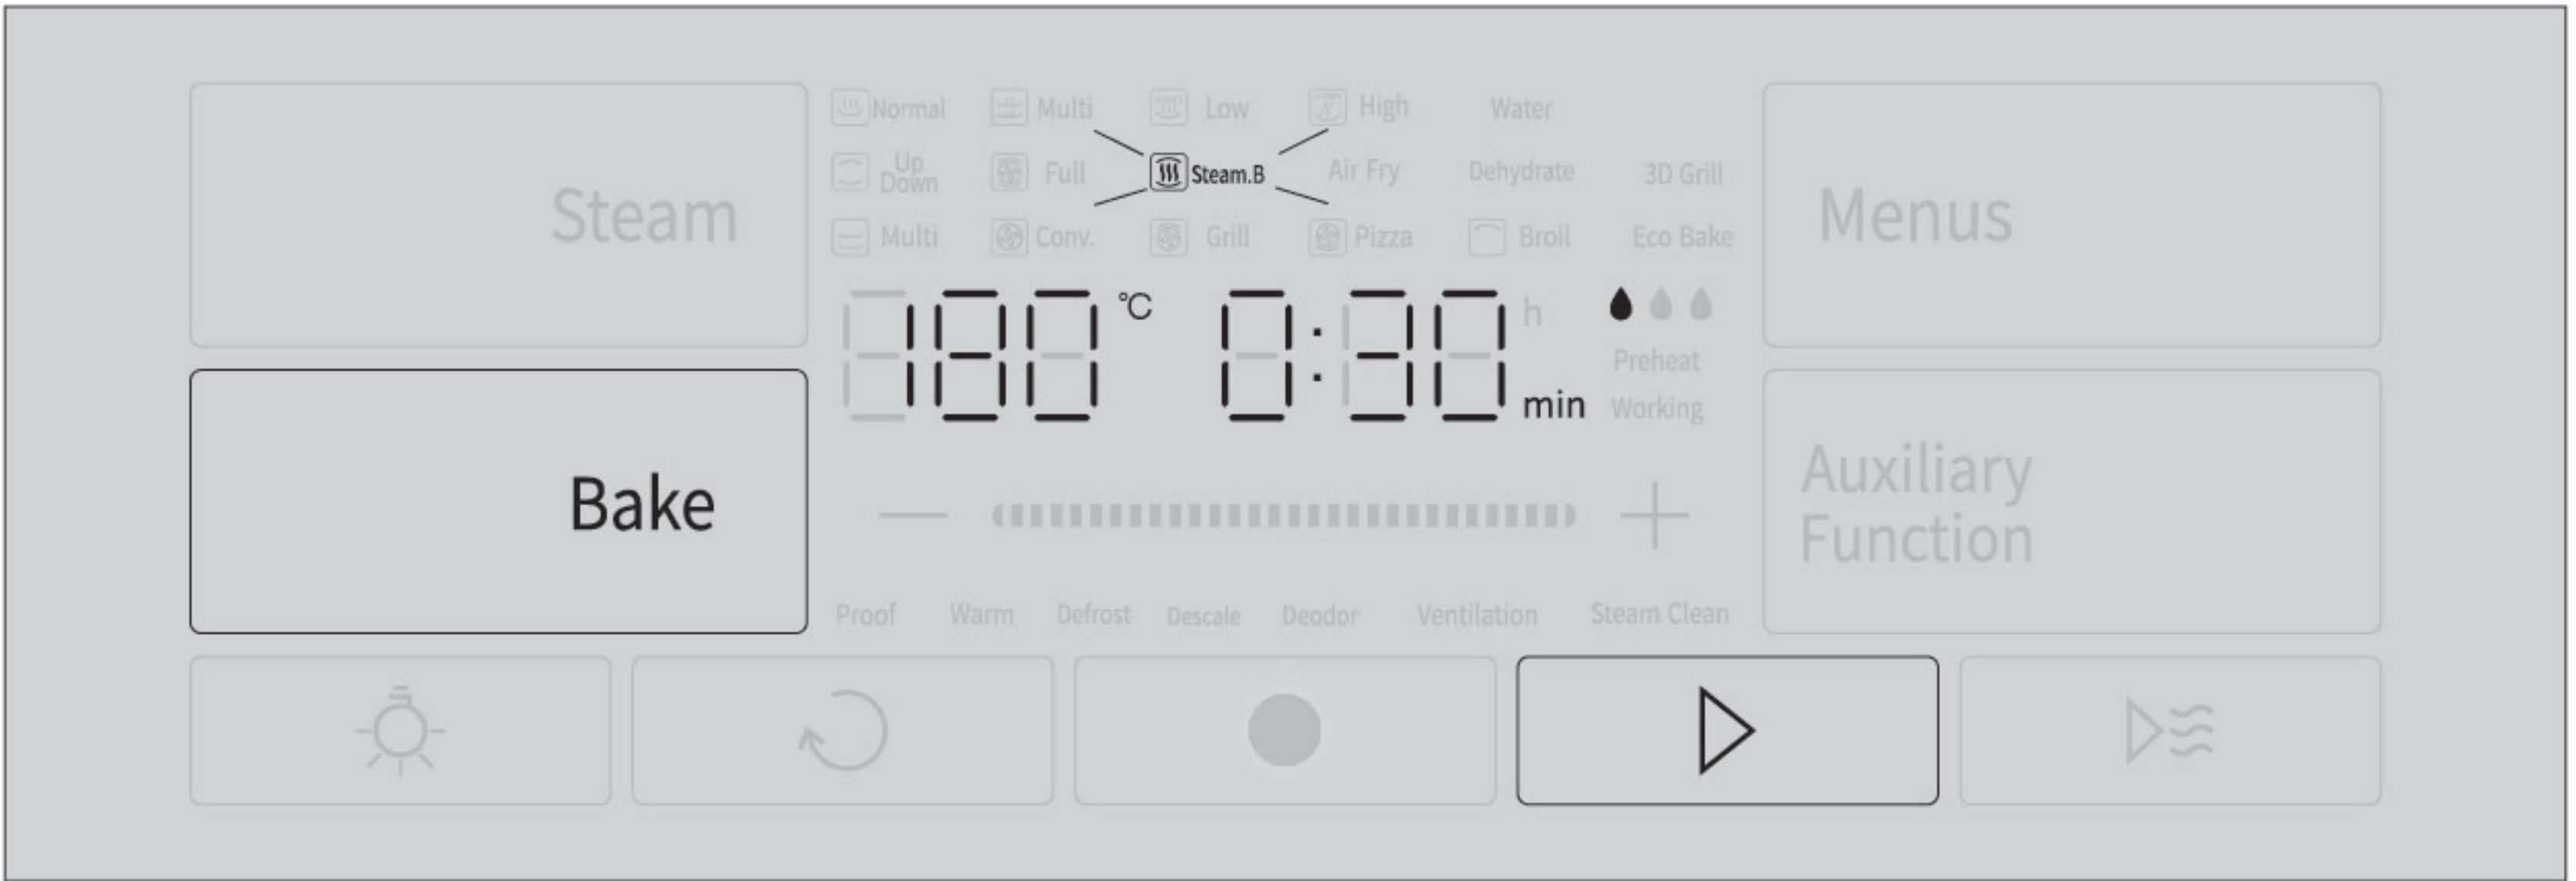 Normal Multi Low High Water
Steam
Up Down Full Steam.B Air Fry Dehydrate 3D Grill
Menus
Multi Conv. Grill Pizza Broil Eco Bake
180 °C 0:30 h min
Preheat
Working
Bake
Auxiliary
Function
Proof Warm Defrost Descale Deodor Ventilation Steam Clean